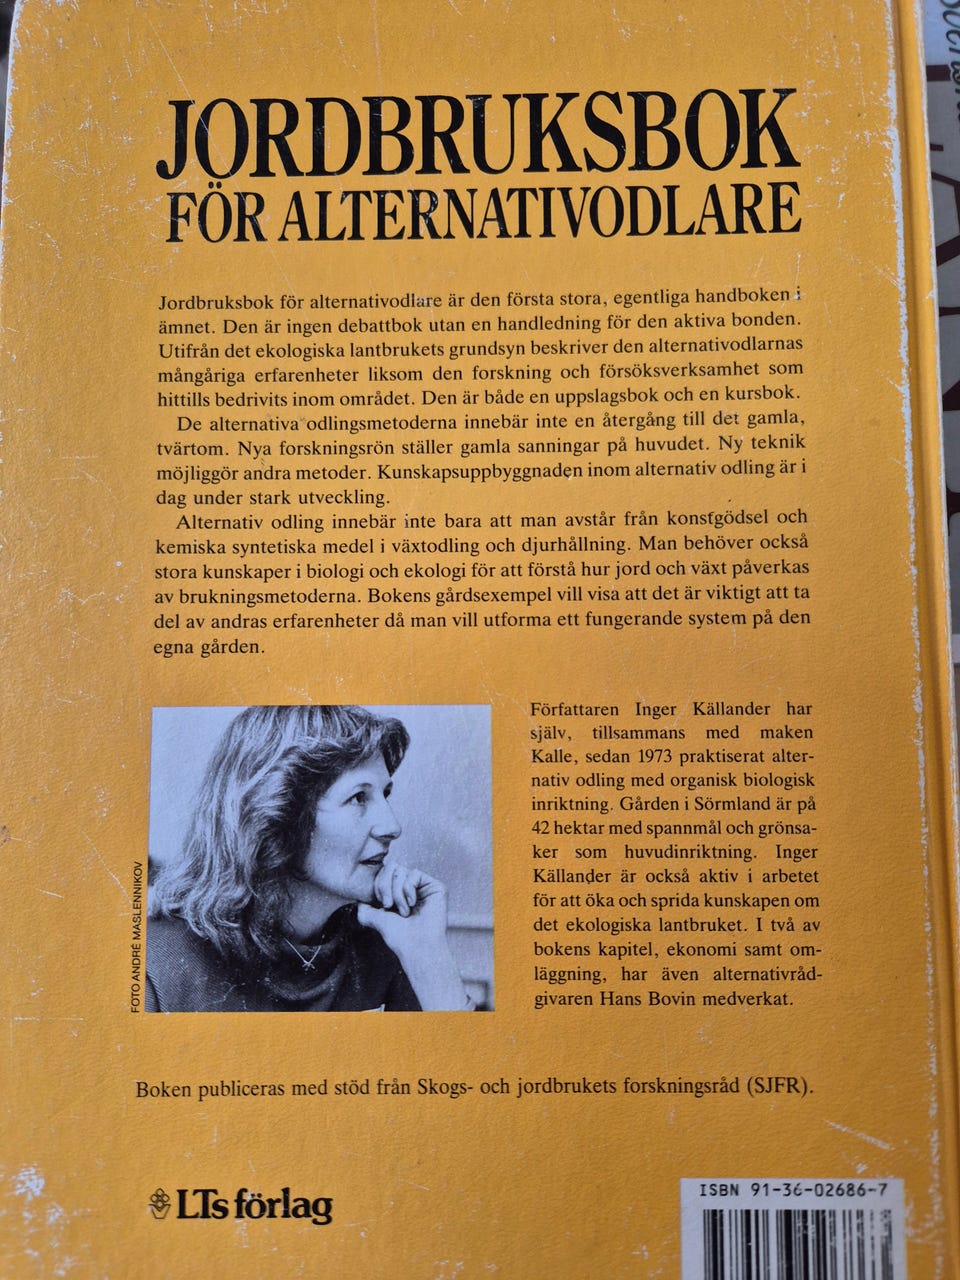 JORDBRUKSBOK
FÖR ALTERNATIVODLARE
Jordbruksbok för alternativodlare är den första stora, egentliga handboken i
ämnet. Den är ingen debattbok utan en handledning för den aktiva bonden.
Utifrån det ekologiska lantbrukets grundsyn beskriver den alternativodlarnas
mångåriga erfarenheter liksom den forskning och försöksverksamhet som
hittills bedrivits inom området. Den är både en uppslagsbok och en kursbok.
De alternativa odlingsmetoderna innebär inte en återgång till det gamla,
tvärtom. Nya forskningsrön ställer gamla sanningar på huvudet. Ny teknik
möjliggör andra metoder. Kunskapsuppbyggnaden inom alternativ odling är i
dag under stark utveckling.
Alternativ odling innebär inte bara att man avstår från konstgödsel och
kemiska syntetiska medel i växtodling och djurhållning. Man behöver också
stora kunskaper i biologi och ekologi för att förstå hur jord och växt påverkas
av brukningsmetoderna. Bokens gårdsexempel vill visa att det är viktigt att ta
del av andras erfarenheter då man vill utforma ett fungerande system på den
egna gården.
FOTO ANDRÉ MASLENNIKOV
Författaren Inger Källander har
själv, tillsammans med maken
Kalle, sedan 1973 praktiserat alter-
nativ odling med organisk biologisk
inriktning. Gården i Sörmland är på
42 hektar med spannmål och grönsa-
ker som huvudinriktning. Inger
Källander är också aktiv i arbetet
för att öka och sprida kunskapen om
det ekologiska lantbruket. I två av
bokens kapitel, ekonomi samt om-
läggning, har även alternativråd-
givaren Hans Bovin medverkat.
Boken publiceras med stöd från Skogs- och jordbrukets forskningsråd (SJFR).
LTs förlag
ISBN 91-36-02686-7